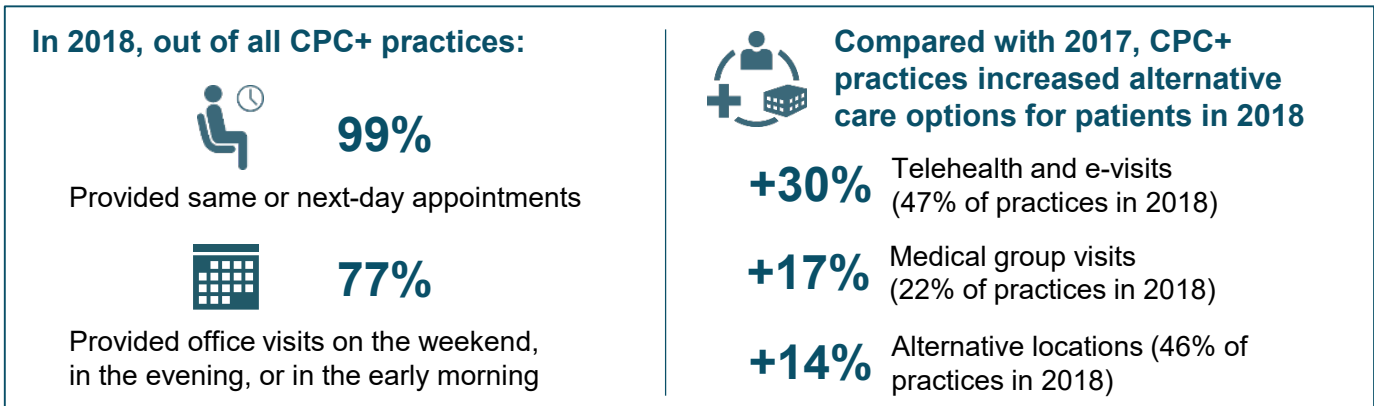 In 2018, out of all CPC+ practices:
99%
Provided same or next-day appointments
77%
Provided office visits on the weekend,
in the evening, or in the early morning
Compared with 2017, CPC+
practices increased alternative
care options for patients in 2018
+30%
Telehealth and e-visits
(47% of practices in 2018)
+17%
Medical group visits
(22% of practices in 2018)
+14%
Alternative locations (46% of
practices in 2018)